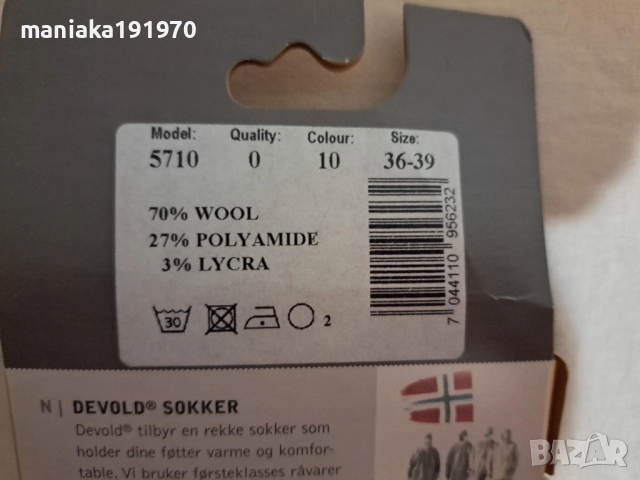 maniaka191970
Model: Quality: Colour: Size:
5710 0 10 36-39
70% WOOL
27% POLYAMIDE
3% LYCRA
7 044110 956232
30 2
N | DEVOLD® SOKKER
Devold® tilbyr en rekke sokker som
holder dine føtter varme og komfor-
table. Vi bruker førsteklasses råvarer
bazar